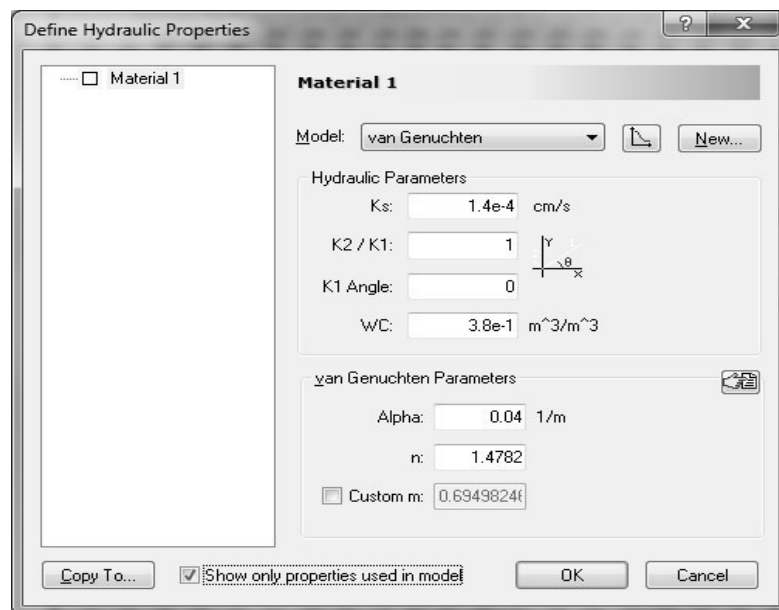 Define Hydraulic Properties
?
Material 1
Material 1
Model: van Genuchten New...
Hydraulic Parameters
Ks: 1.4e-4 cm/s
K2 / K1: 1
Y
θ
X
K1 Angle: 0
WC: 3.8e-1 m^3/m^3
van Genuchten Parameters
Alpha: 0.04 1/m
n: 1.4782
Custom m:
Copy To... Show only properties used in model OK Cancel